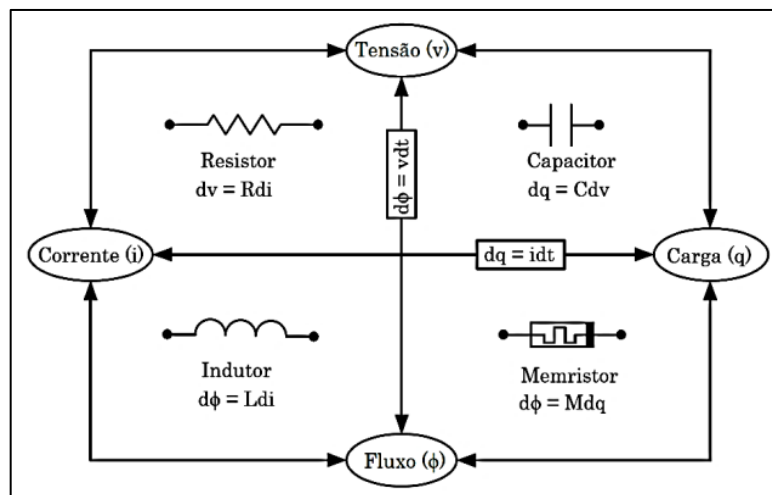 Tensão (v)
Resistor
dv = Rdi
dϕ = vdt
Capacitor
dq = Cdv
Corrente (i)
dq = idt
Carga (q)
Indutor
dϕ = Ldi
Memristor
dϕ = Mdq
Fluxo (ϕ)